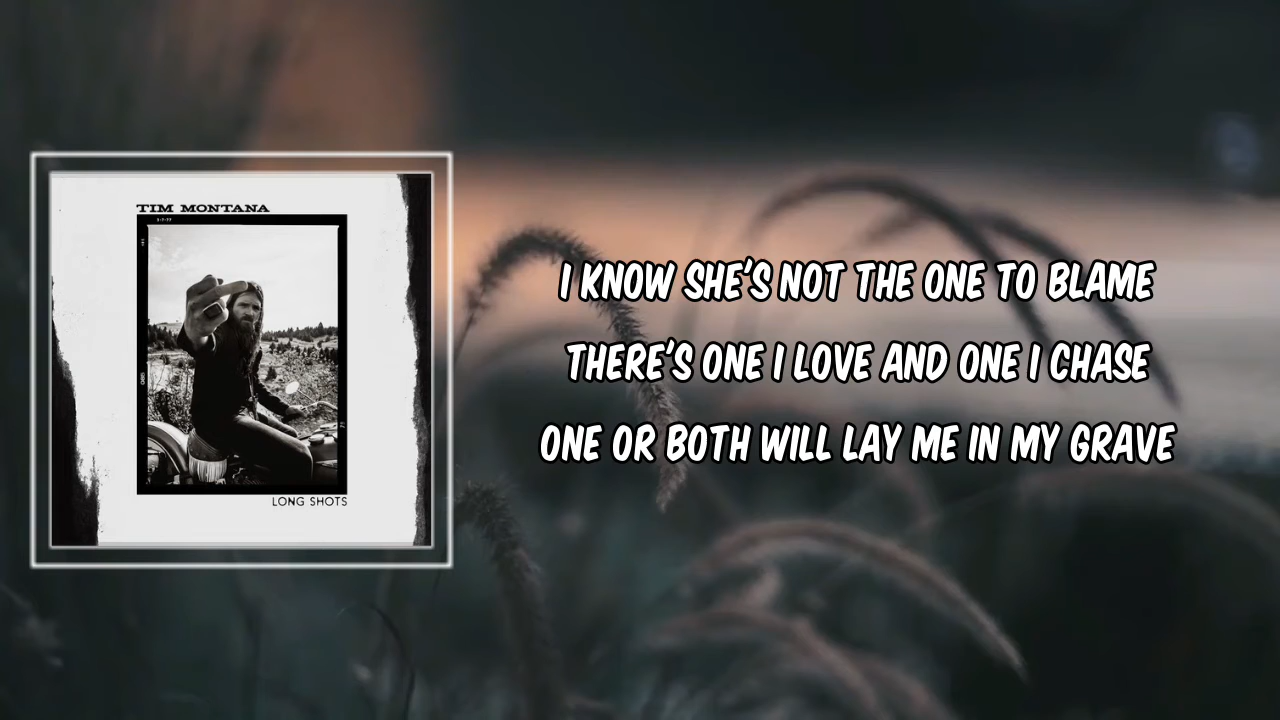 TIM MONTANA
LONG SHOTS
I KNOW SHE'S NOT THE ONE TO BLAME
THERE'S ONE I LOVE AND ONE I CHASE
ONE OR BOTH WILL LAY ME IN MY GRAVE